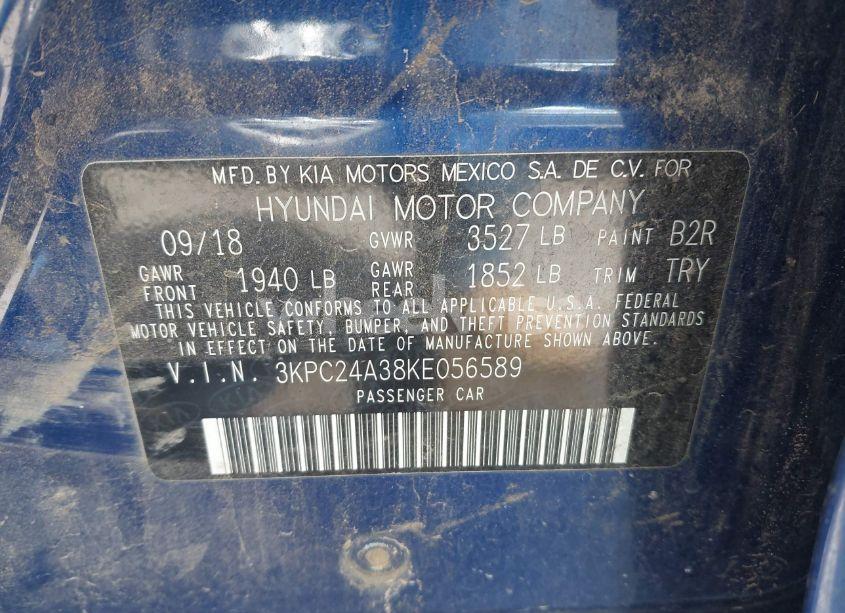 MFD. BY KIA MOTORS MEXICO S.A. DE C.V. FOR
HYUNDAI MOTOR COMPANY
09/18 GVWR 3527 LB PAINT B2R
GAWR FRONT 1940 LB GAWR REAR 1852 LB TRIM TRY
THIS VEHICLE CONFORMS TO ALL APPLICABLE U.S.A. FEDERAL
MOTOR VEHICLE SAFETY, BUMPER, AND THEFT PREVENTION STANDARDS
IN EFFECT ON THE DATE OF MANUFACTURE SHOWN ABOVE.
V.I.N. 3KPC24A38KE056589
PASSENGER CAR